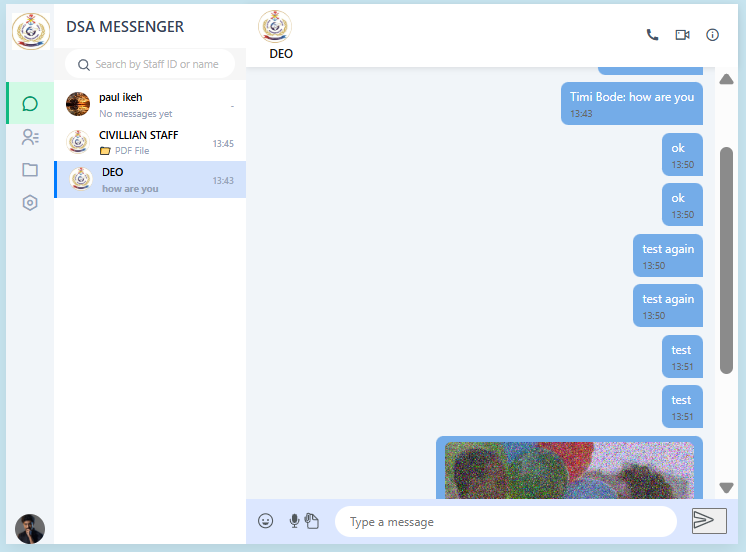 DSA MESSENGER
Search by Staff ID or name
paul ikeh
No messages yet
-
CIVILLIAN STAFF
PDF File
13:45
DEO
how are you
13:43
DEO
Timi Bode: how are you
13:43
ok
13:50
ok
13:50
test again
13:50
test again
13:50
test
13:51
test
13:51
Type a message